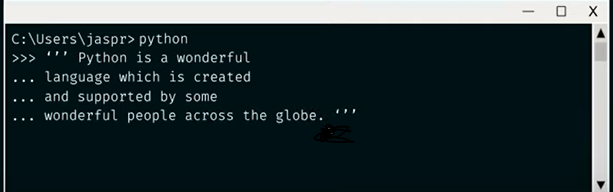 C:\Users\jaspr>python
>>> ‘’’ Python is a wonderful
... language which is created
... and supported by some
... wonderful people across the globe. ‘’’